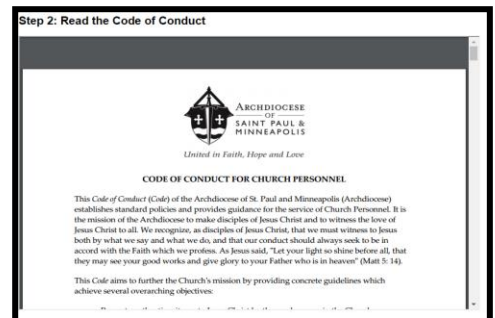 Step 2: Read the Code of Conduct
ARCHDIOCESE
OF
SAINT PAUL &
MINNEAPOLIS
United in Faith, Hope and Love
CODE OF CONDUCT FOR CHURCH PERSONNEL
This Code of Conduct (Code) of the Archdiocese of St. Paul and Minneapolis (Archdiocese)
establishes standard policies and provides guidance for the service of Church Personnel. It is
the mission of the Archdiocese to make disciples of Jesus Christ and to witness the love of
Jesus Christ to all. We recognize, as disciples of Jesus Christ, that we must witness to Jesus
both by what we say and what we do, and that our conduct should always seek to be in
accord with the Faith which we profess. As Jesus said, "Let your light so shine before all, that
they may see your good works and give glory to your Father who is in heaven" (Matt 5: 14).
This Code aims to further the Church's mission by providing concrete guidelines which
achieve several overarching objectives: